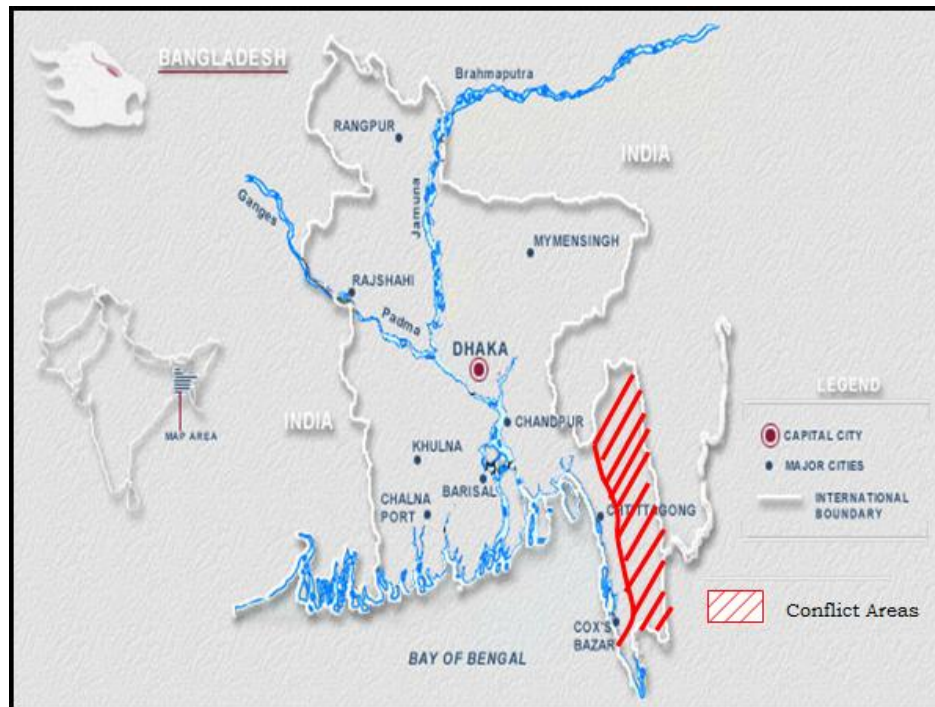 BANGLADESH
Brahmaputra
RANGPUR
INDIA
Ganges
Jamuna
MYMENSINGH
RAJSHAHI
Padma
DHAKA
LEGEND
INDIA
CHANDPUR
CAPITAL CITY
MAP AREA
KHULNA
MAJOR CITIES
BARISAL
CHALNA
PORT
CHITTAGONG
INTERNATIONAL
BOUNDARY
Conflict Areas
COX'S
BAZAR
BAY OF BENGAL